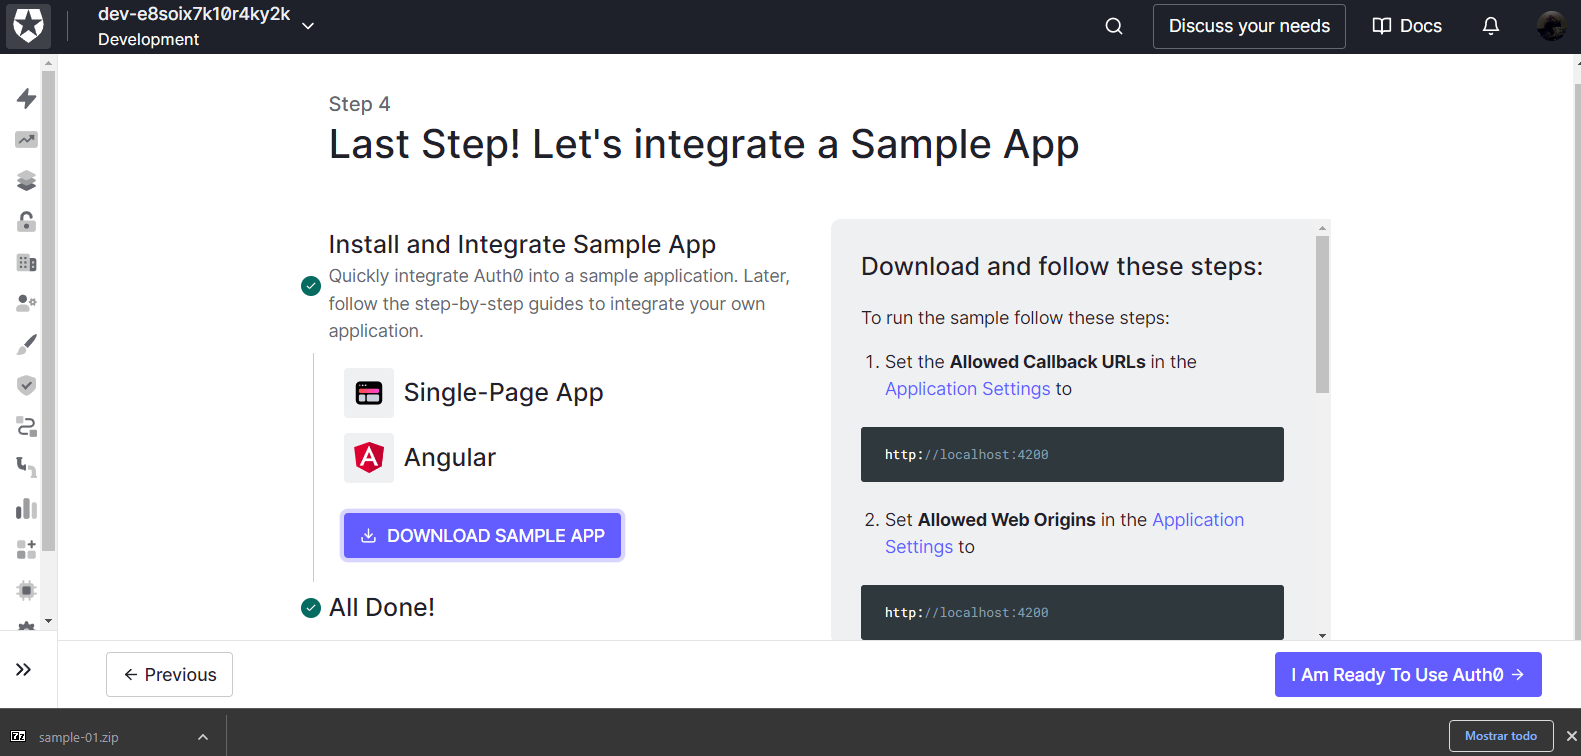 dev-e8soix7k10r4ky2k
Development
Discuss your needs
Docs
Step 4
Last Step! Let's integrate a Sample App
Install and Integrate Sample App
Quickly integrate Auth0 into a sample application. Later,
follow the step-by-step guides to integrate your own
application.
Single-Page App
Angular
DOWNLOAD SAMPLE APP
All Done!
Download and follow these steps:
To run the sample follow these steps:
1. Set the Allowed Callback URLs in the
Application Settings to
http://localhost:4200
2. Set Allowed Web Origins in the Application
Settings to
http://localhost:4200
Previous
I Am Ready To Use Auth0
7z
sample-01.zip
Mostrar todo